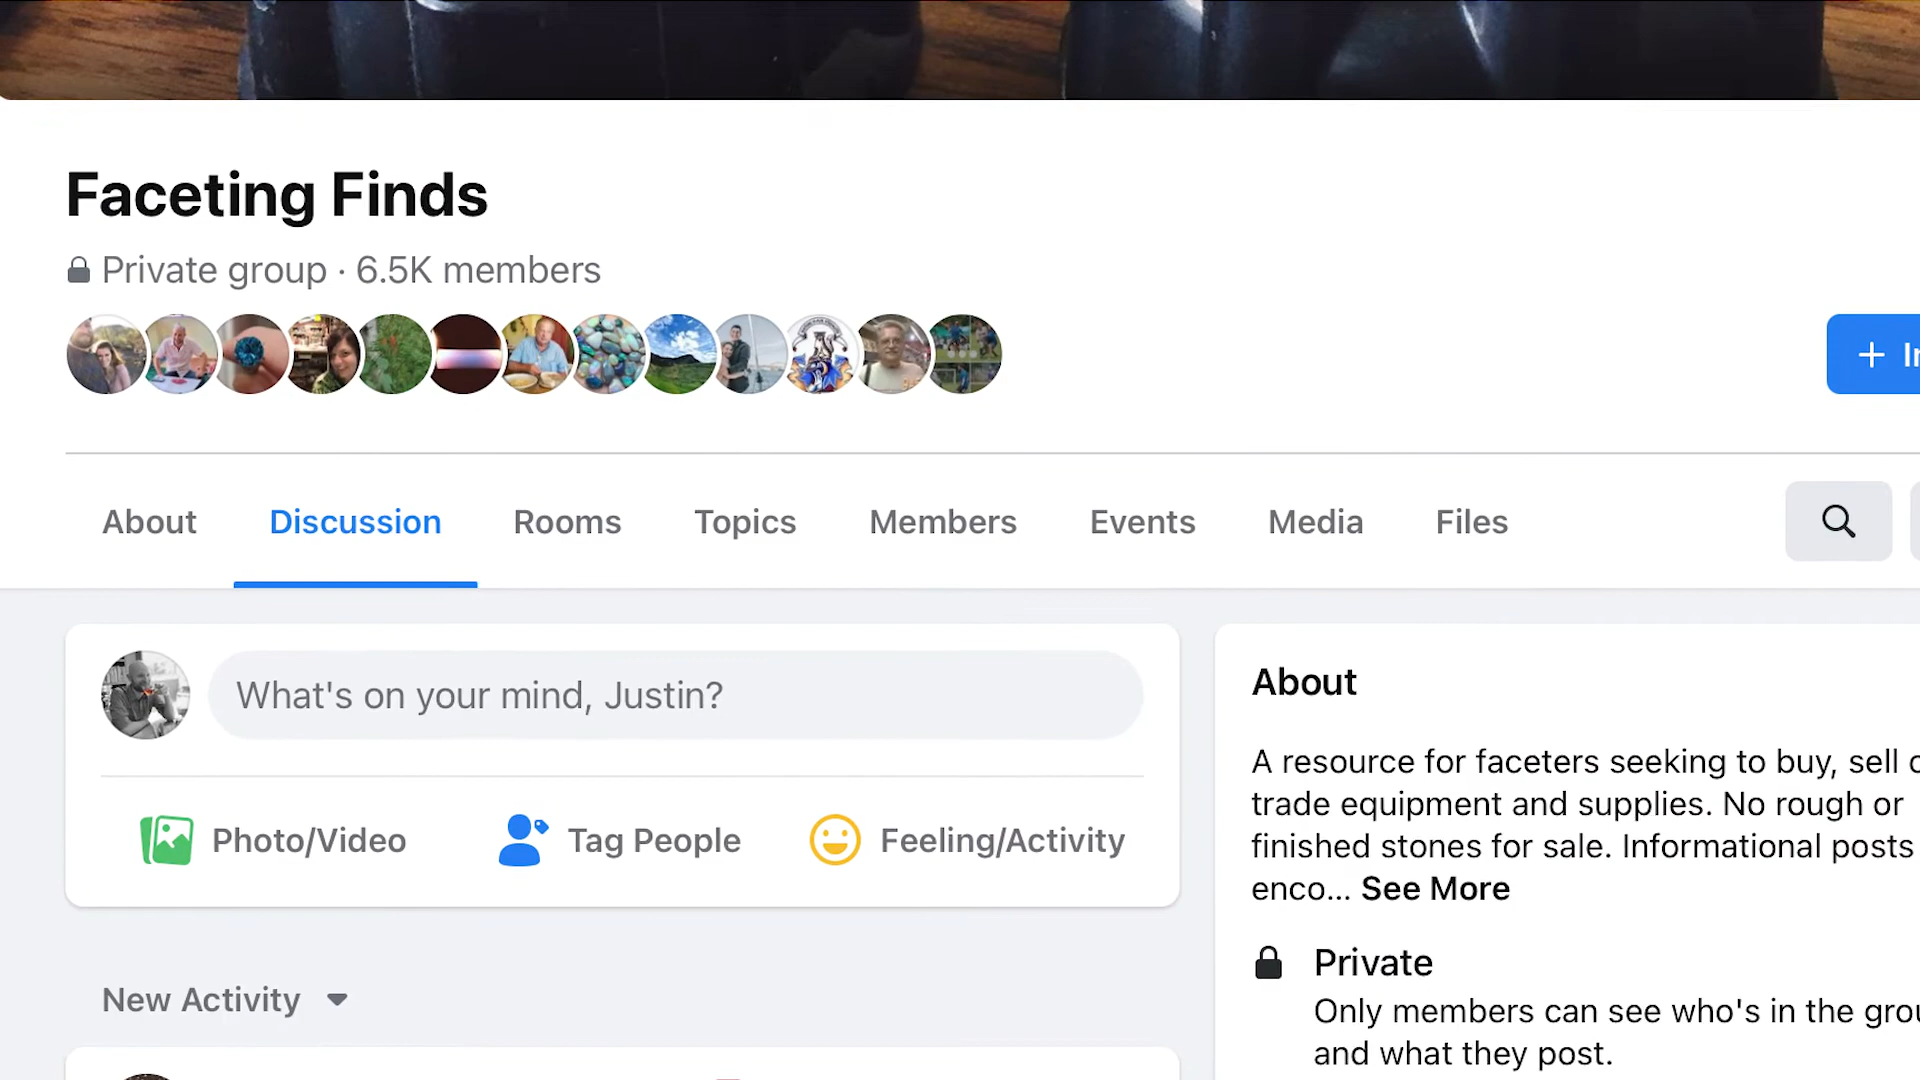 Faceting Finds
Private group · 6.5K members
About Discussion Rooms Topics Members Events Media Files
What's on your mind, Justin?
Photo/Video Tag People Feeling/Activity
New Activity
About
A resource for faceters seeking to buy, sell
trade equipment and supplies. No rough or
finished stones for sale. Informational posts
enco... See More
Private
Only members can see who's in the
and what they post.